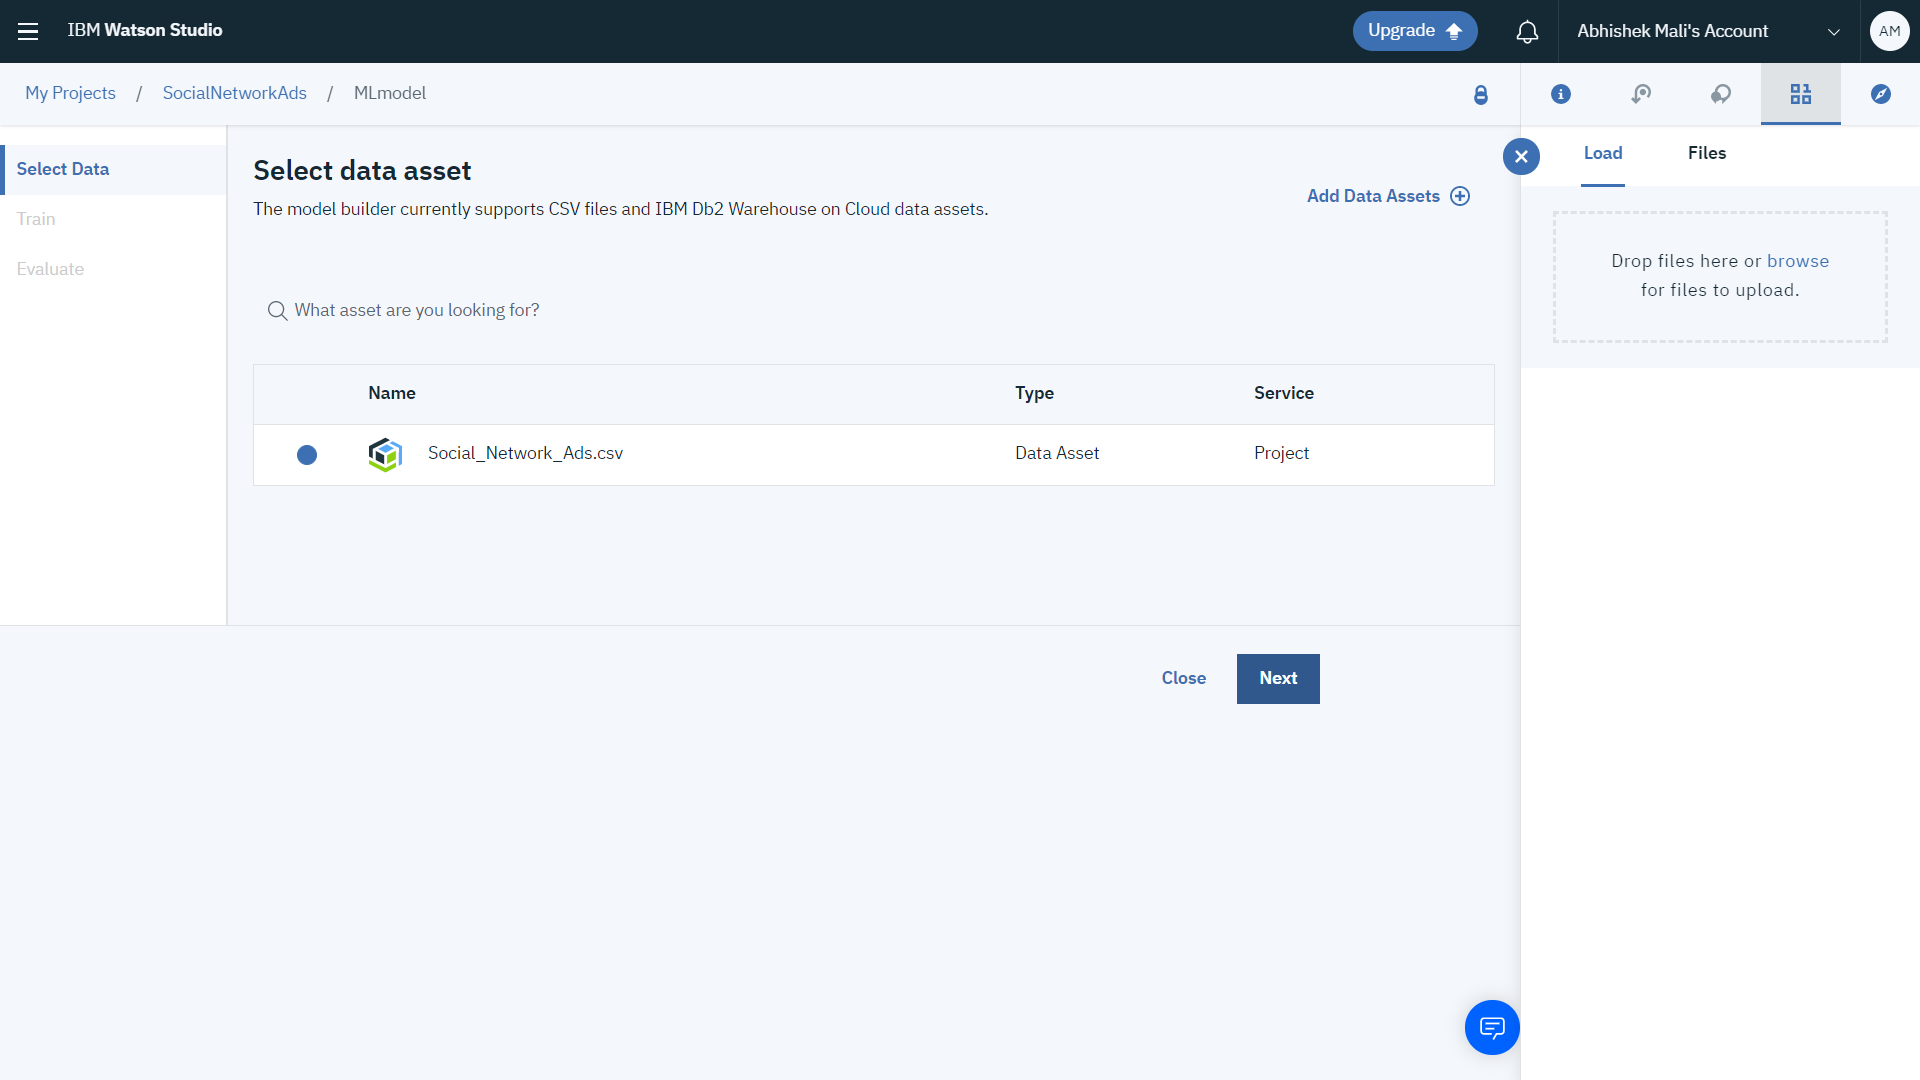 IBM Watson Studio
Upgrade
Abhishek Mali's Account
AM
My Projects / SocialNetworkAds / MLmodel
Select Data
Train
Evaluate
Select data asset
The model builder currently supports CSV files and IBM Db2 Warehouse on Cloud data assets.
Add Data Assets
What asset are you looking for?
Name Type Service
Social_Network_Ads.csv Data Asset Project
Close Next
Load Files
Drop files here or browse
for files to upload.